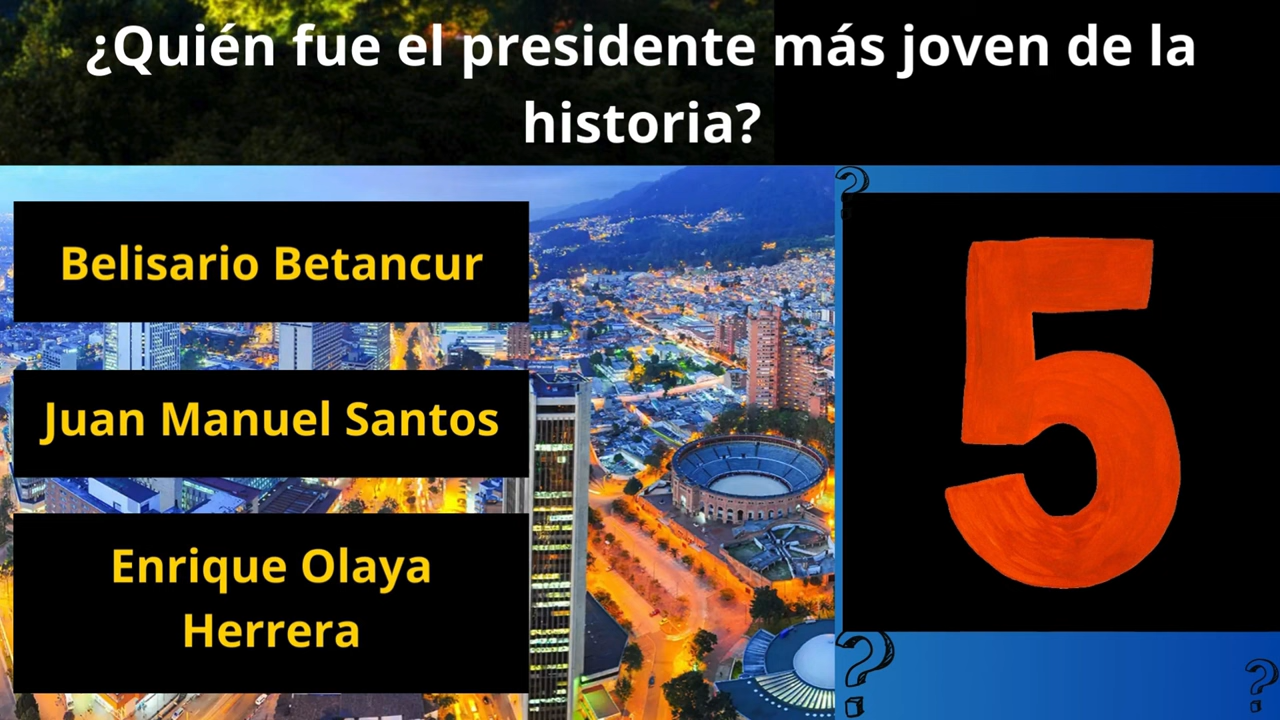 ¿Quién fue el presidente más joven de la
historia?
Belisario Betancur
Juan Manuel Santos
Enrique Olaya
Herrera
?
5
?
?